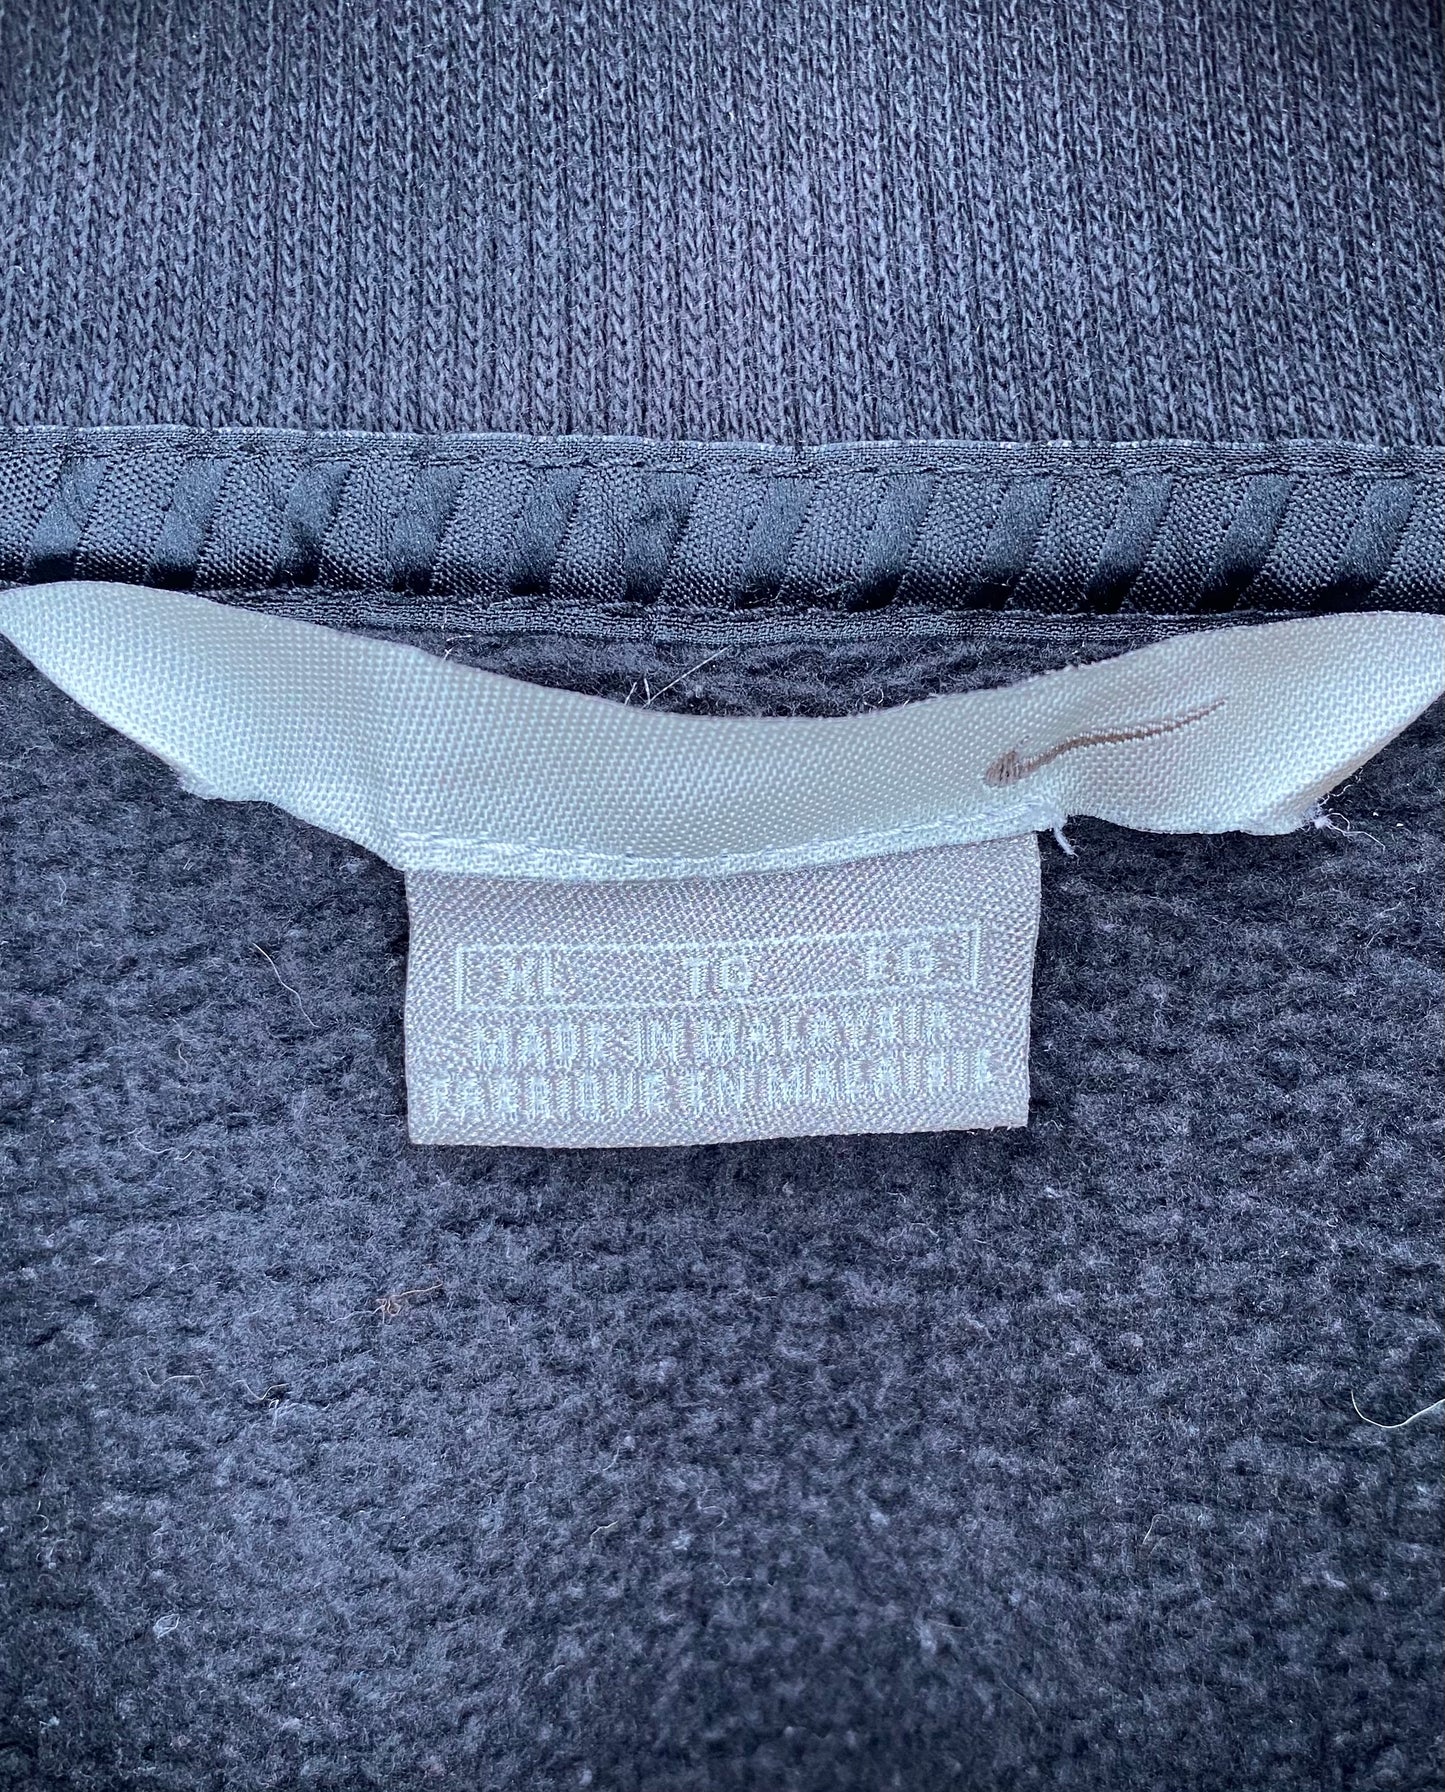 XL TG EG
MADE IN MALAYSIA
FABRIQUE EN MALAISIE